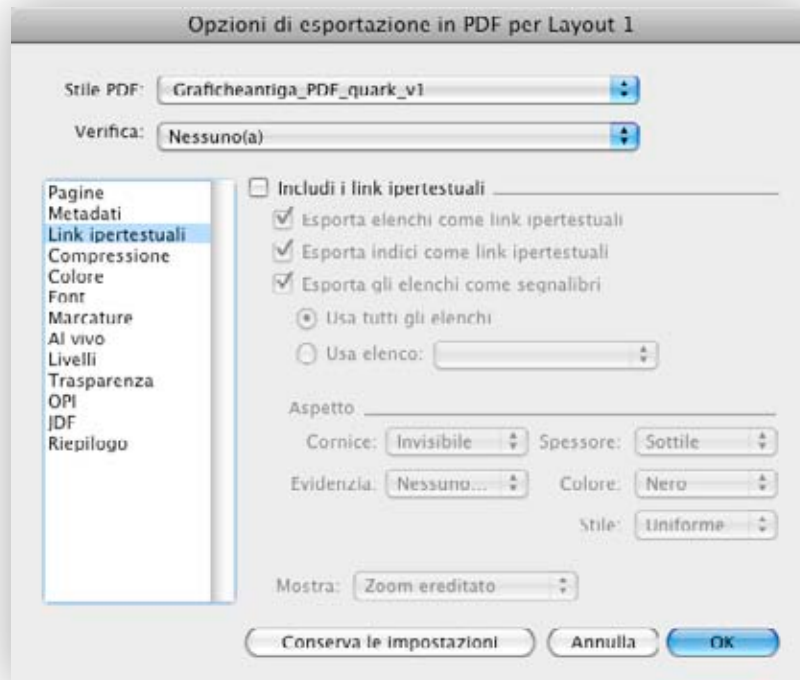 Opzioni di esportazione in PDF per Layout 1
Stile PDF: Graficheantiga_PDF_quark_v1
Verifica: Nessuno(a)
Pagine
Metadati
Link ipertestuali
Compressione
Colore
Font
Marcature
Al vivo
Livelli
Trasparenza
OPI
JDF
Riepilogo
Includi i link ipertestuali
Esporta elenchi come link ipertestuali
Esporta indici come link ipertestuali
Esporta gli elenchi come segnalibri
Usa tutti gli elenchi
Usa elenco:
Aspetto
Cornice: Invisibile Spessore: Sottile
Evidenzia: Nessuno... Colore: Nero
Stile: Uniforme
Mostra: Zoom ereditato
Conserva le impostazioni Annulla OK